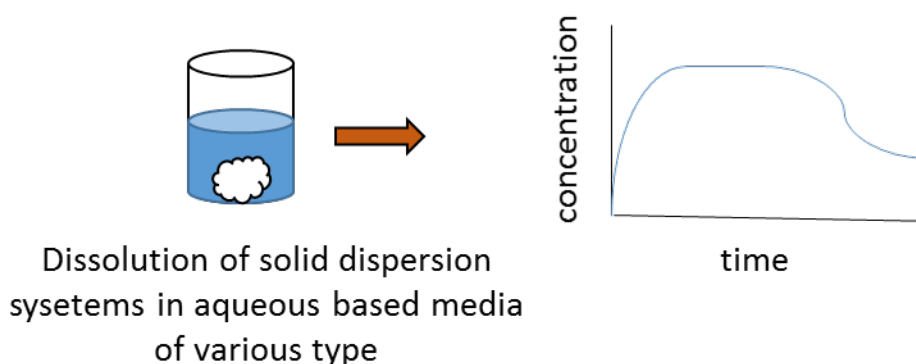 concentration
time
Dissolution of solid dispersion
sysetems in aqueous based media
of various type